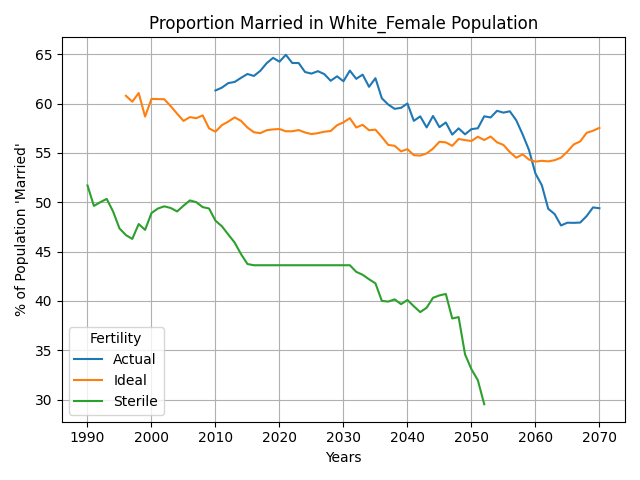 Proportion Married in White_Female Population
% of Population 'Married'
65
60
55
50
45
40
35
30
Fertility
Actual
Ideal
Sterile
1990 2000 2010 2020 2030 2040 2050 2060 2070
Years